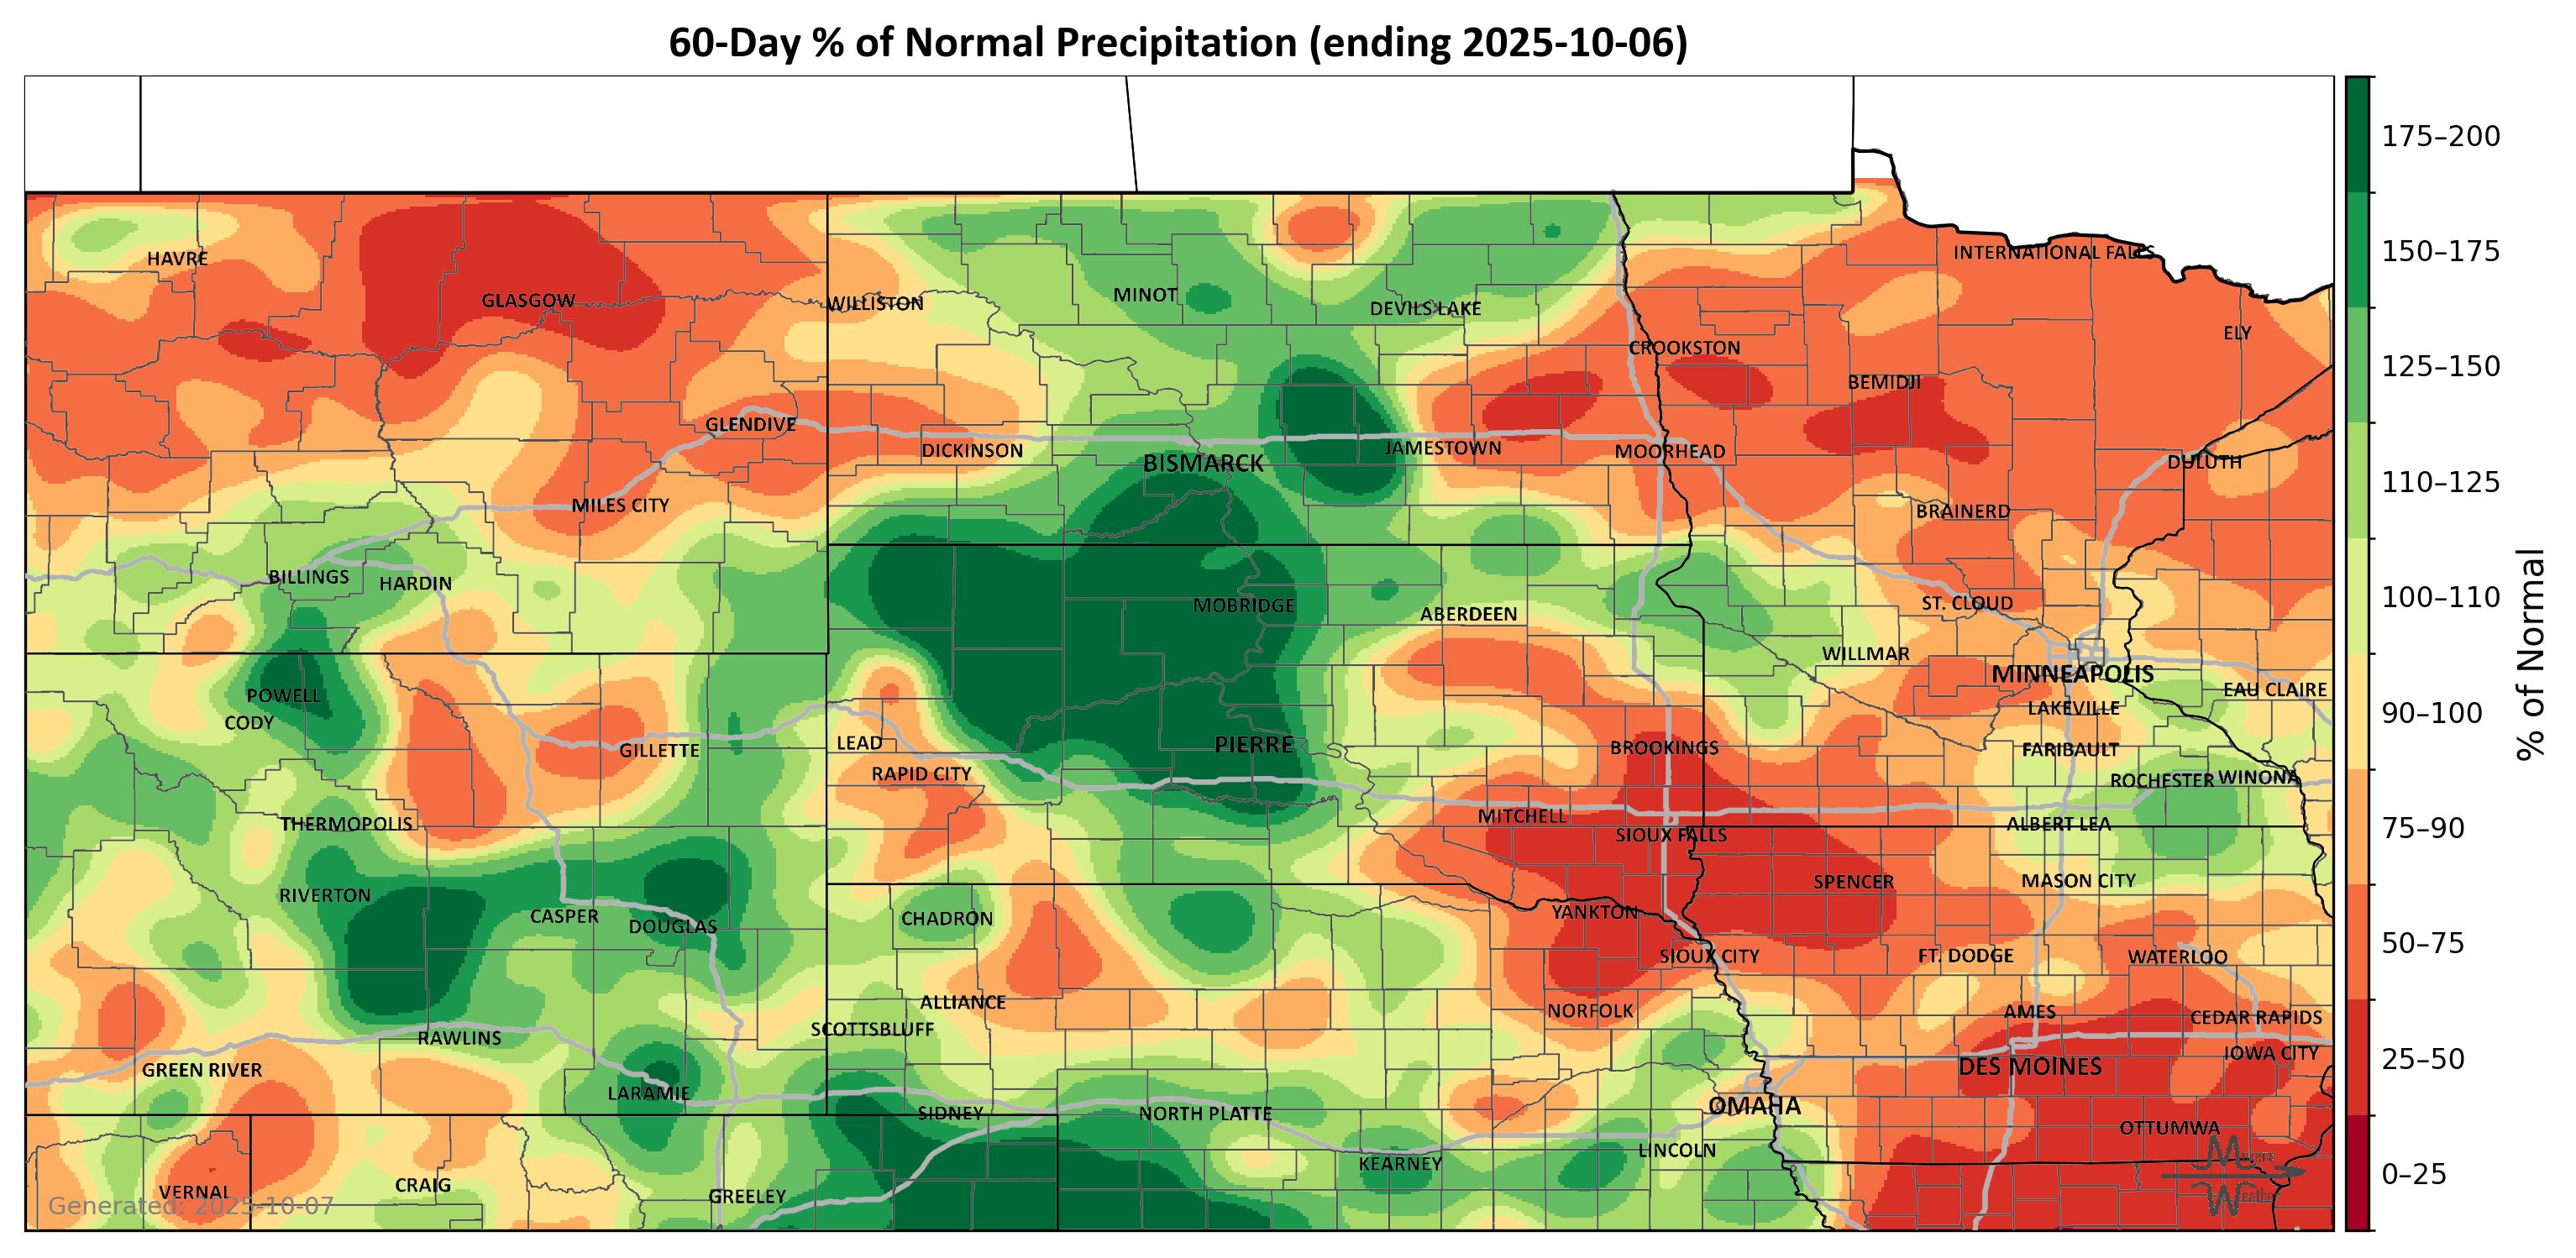 60-Day % of Normal Precipitation (ending 2025-10-06)
HAVRE
GLASGOW
WILLISTON
MINOT
DEVILS LAKE
INTERNATIONAL FALLS
ELY
CROOKSTON
BEMIDJI
GLENDIVE
DICKINSON
BISMARCK
JAMESTOWN
MOORHEAD
DULUTH
MILES CITY
BRAINERD
BILLINGS
HARDIN
MOBRIDGE
ABERDEEN
ST. CLOUD
WILLMAR
MINNEAPOLIS
EAU CLAIRE
POWELL
CODY
LAKEVILLE
GILLETTE
LEAD
PIERRE
BROOKINGS
FARIBAULT
RAPID CITY
ROCHESTER
WINONA
THERMOPOLIS
MITCHELL
SIOUX FALLS
ALBERT LEA
RIVERTON
CASPER
DOUGLAS
CHADRON
YANKTON
SPENCER
MASON CITY
SIOUX CITY
FT. DODGE
WATERLOO
ALLIANCE
NORFOLK
AMES
CEDAR RAPIDS
SCOTTSBLUFF
RAWLINS
GREEN RIVER
DES MOINES
IOWA CITY
LARAMIE
SIDNEY
NORTH PLATTE
OMAHA
OTTUMWA
LINCOLN
KEARNEY
VERNAL
CRAIG
GREELEY
Generated: 2025-10-07
175–200
150–175
125–150
110–125
100–110
90–100
75–90
50–75
25–50
0–25
% of Normal